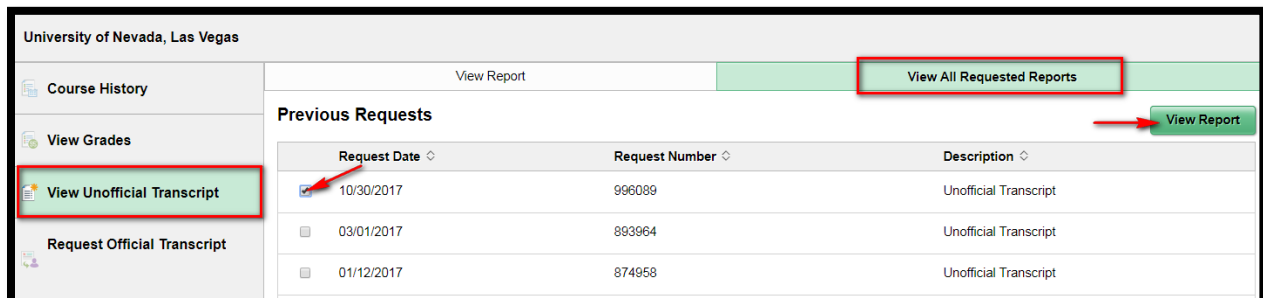 University of Nevada, Las Vegas
Course History
View Grades
View Unofficial Transcript
Request Official Transcript
View Report
View All Requested Reports
Previous Requests
View Report
Request Date Request Number Description
10/30/2017 996089 Unofficial Transcript
03/01/2017 893964 Unofficial Transcript
01/12/2017 874958 Unofficial Transcript